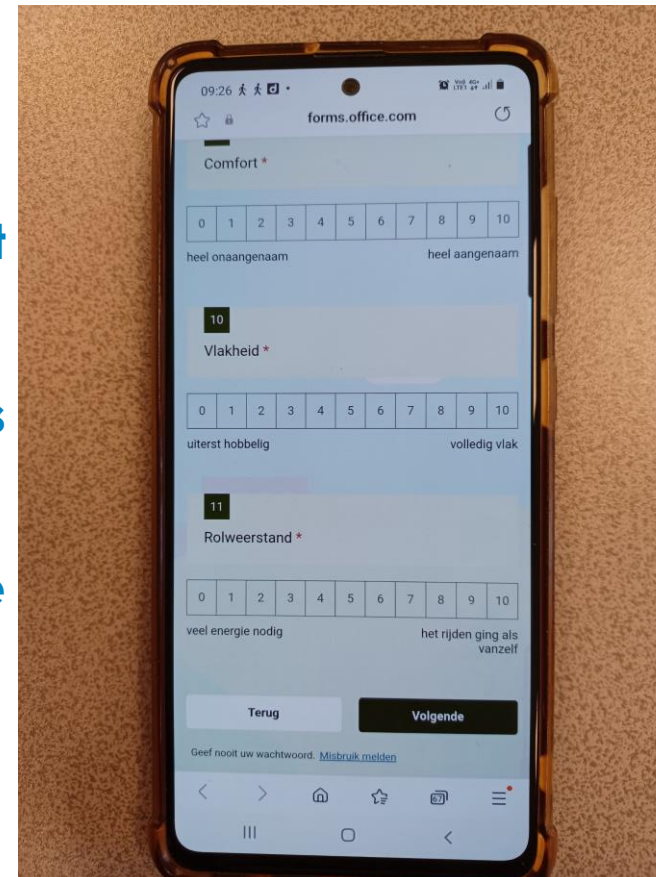 09:26
forms.office.com
Comfort *
0 1 2 3 4 5 6 7 8 9 10
heel onaangenaam heel aangenaam
10
Vlakheid *
0 1 2 3 4 5 6 7 8 9 10
uiterst hobbelig volledig vlak
11
Rolweerstand *
0 1 2 3 4 5 6 7 8 9 10
veel energie nodig het rijden ging als
vanzelf
Terug Volgende
Geef nooit uw wachtwoord. Misbruik melden
67
t
s
e